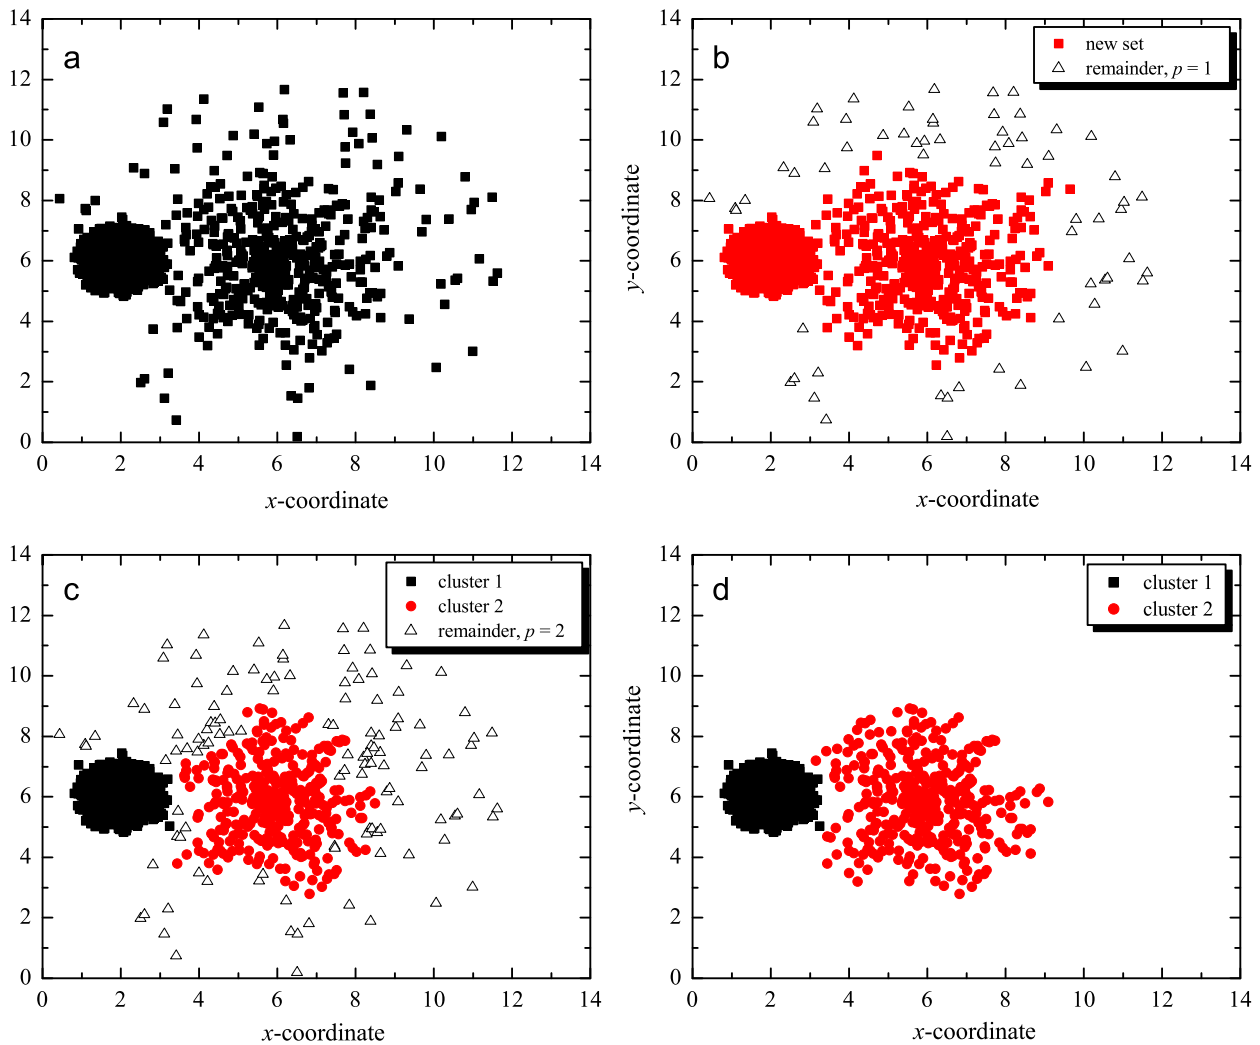 a
14
12
10
8
6
4
2
0
0 2 4 6 8 10 12 14
x-coordinate
b
new set
remainder, p = 1
y-coordinate
14
12
10
8
6
4
2
0
0 2 4 6 8 10 12 14
x-coordinate
c
cluster 1
cluster 2
remainder, p = 2
14
12
10
8
6
4
2
0
0 2 4 6 8 10 12 14
x-coordinate
d
cluster 1
cluster 2
y-coordinate
14
12
10
8
6
4
2
0
0 2 4 6 8 10 12 14
x-coordinate